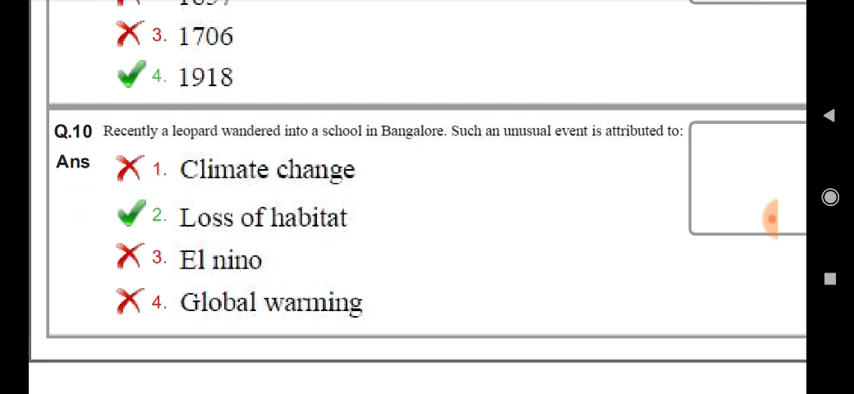 3. 1706
4. 1918
Q.10 Recently a leopard wandered into a school in Bangalore. Such an unusual event is attributed to:
Ans
1. Climate change
2. Loss of habitat
3. El nino
4. Global warming